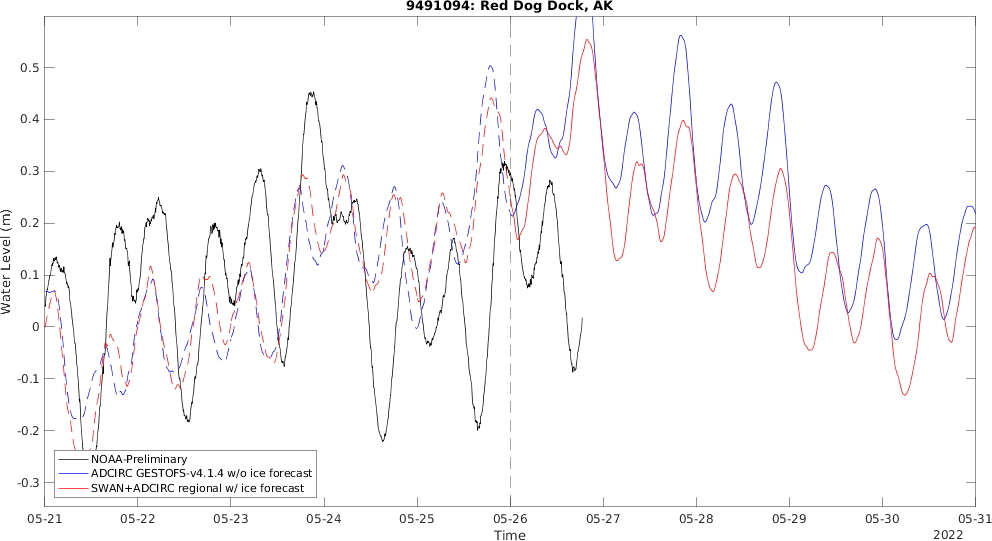 9491094: Red Dog Dock, AK
Water Level (m)
0.5
0.4
0.3
0.2
0.1
0
-0.1
-0.2
-0.3
NOAA-Preliminary
ADCIRC GESTOFS-v4.1.4 w/o ice forecast
SWAN+ADCIRC regional w/ ice forecast
05-21 05-22 05-23 05-24 05-25 05-26 05-27 05-28 05-29 05-30 05-31
Time
2022